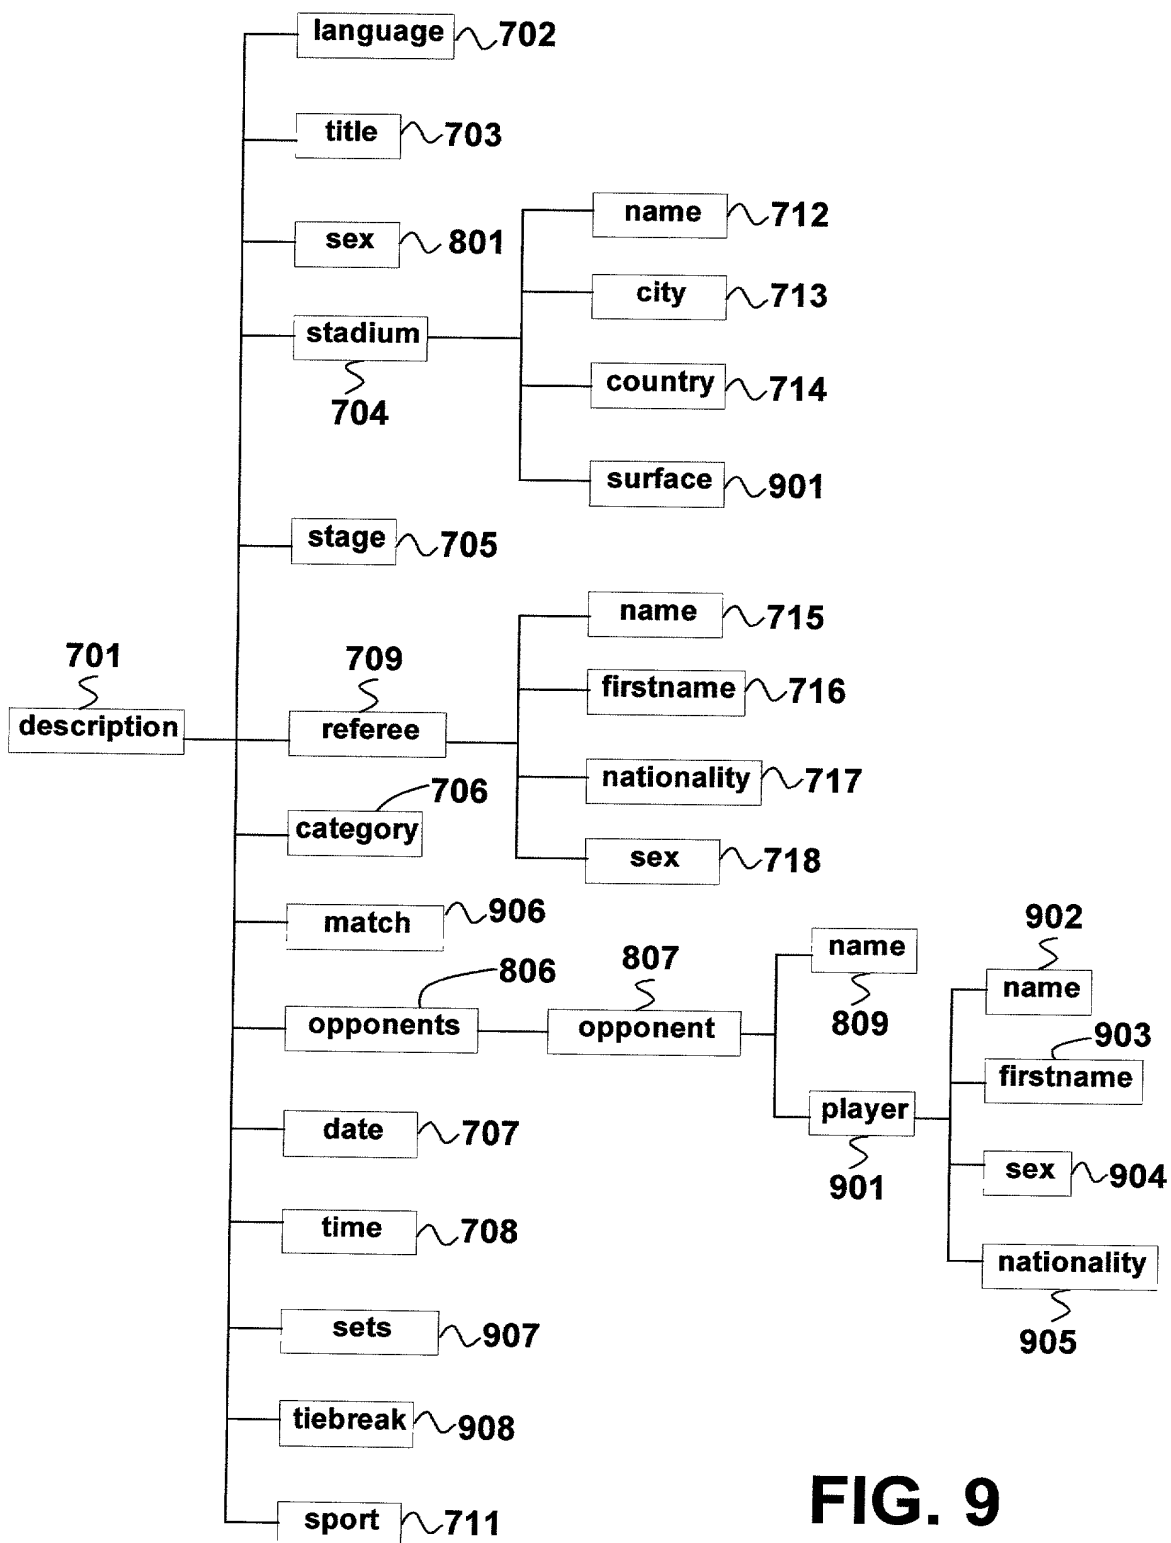 language 702
title 703
sex 801
stadium
704
name 712
city 713
country 714
surface 901
stage 705
701
description
709
referee
name 715
firstname 716
nationality 717
sex 718
706
category
match 906
806
opponents
807
opponent
name
809
player
901
902
name
903
firstname
sex 904
nationality
905
date 707
time 708
sets 907
tiebreak 908
sport 711
FIG. 9